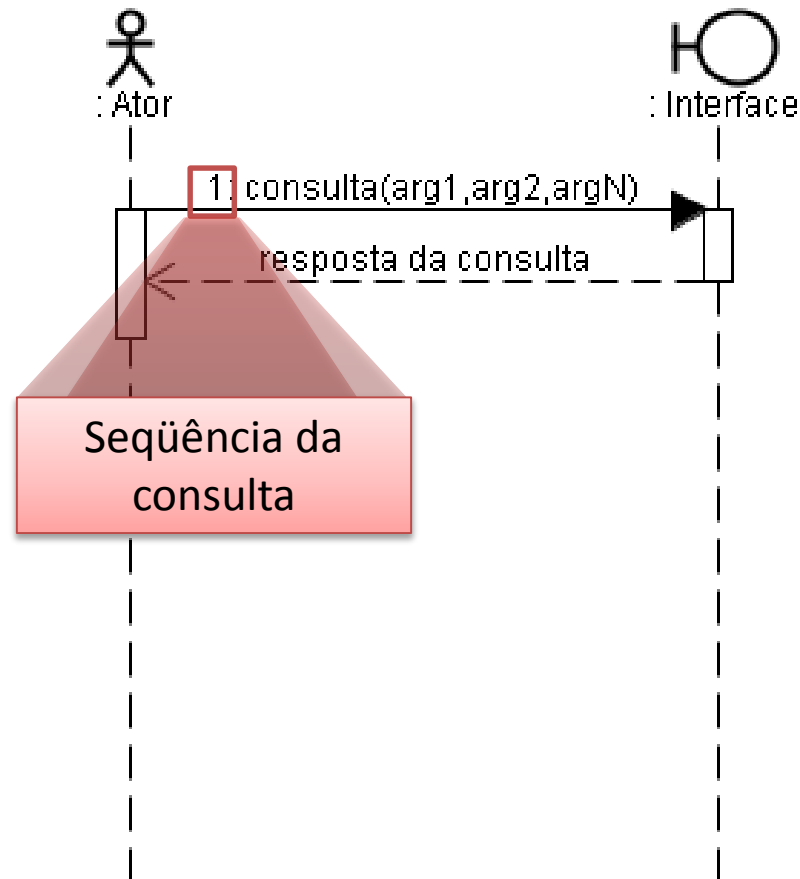 : Ator
: Interface
1: consulta(arg1,arg2,argN)
resposta da consulta
Seqüência da
consulta